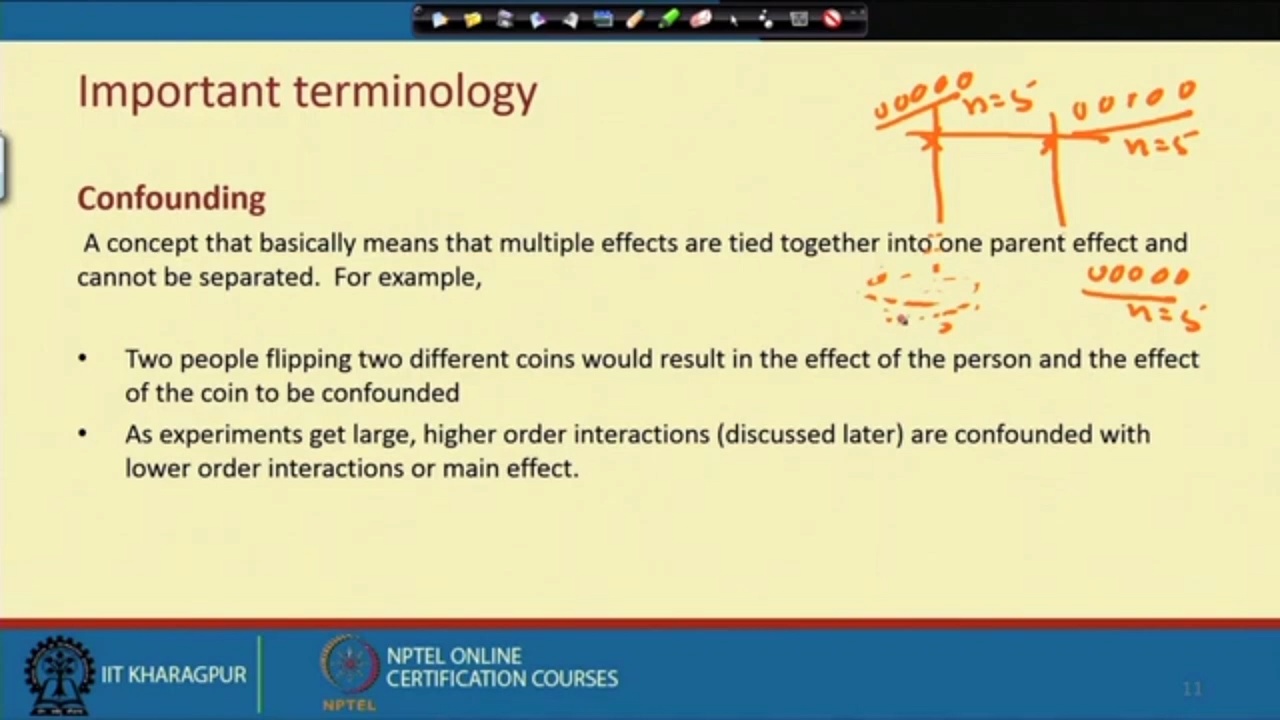 Important terminology
00000 n=5 00100
n=5
Confounding
A concept that basically means that multiple effects are tied together into one parent effect and
cannot be separated. For example,
00000
n=5
• Two people flipping two different coins would result in the effect of the person and the effect
of the coin to be confounded
• As experiments get large, higher order interactions (discussed later) are confounded with
lower order interactions or main effect.
IIT KHARAGPUR
NPTEL
NPTEL ONLINE
CERTIFICATION COURSES
11